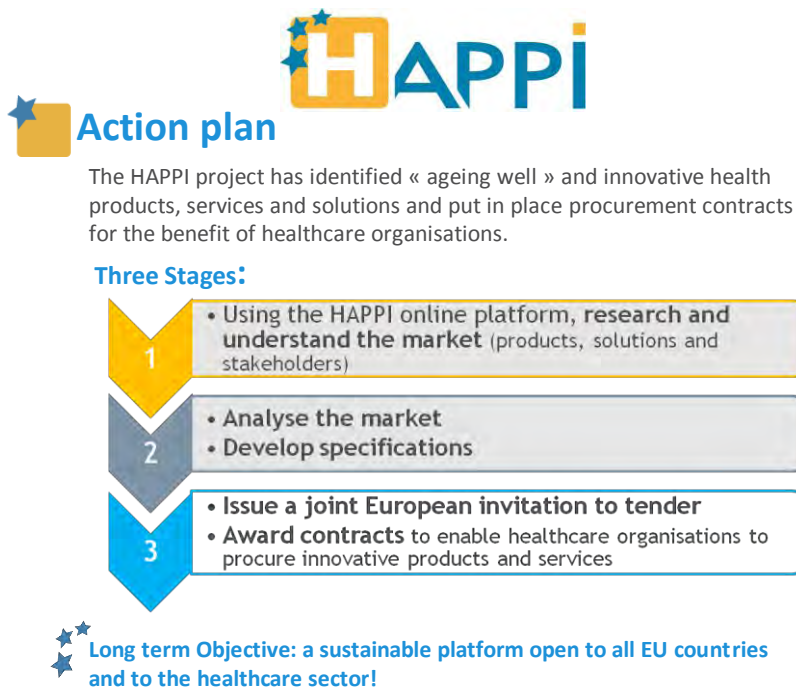 HAPPi
Action plan
The HAPPI project has identified « ageing well » and innovative health
products, services and solutions and put in place procurement contracts
for the benefit of healthcare organisations.
Three Stages:
1
• Using the HAPPI online platform, research and
understand the market (products, solutions and
stakeholders)
2
• Analyse the market
• Develop specifications
3
• Issue a joint European invitation to tender
• Award contracts to enable healthcare organisations to
procure innovative products and services
Long term Objective: a sustainable platform open to all EU countries
and to the healthcare sector!